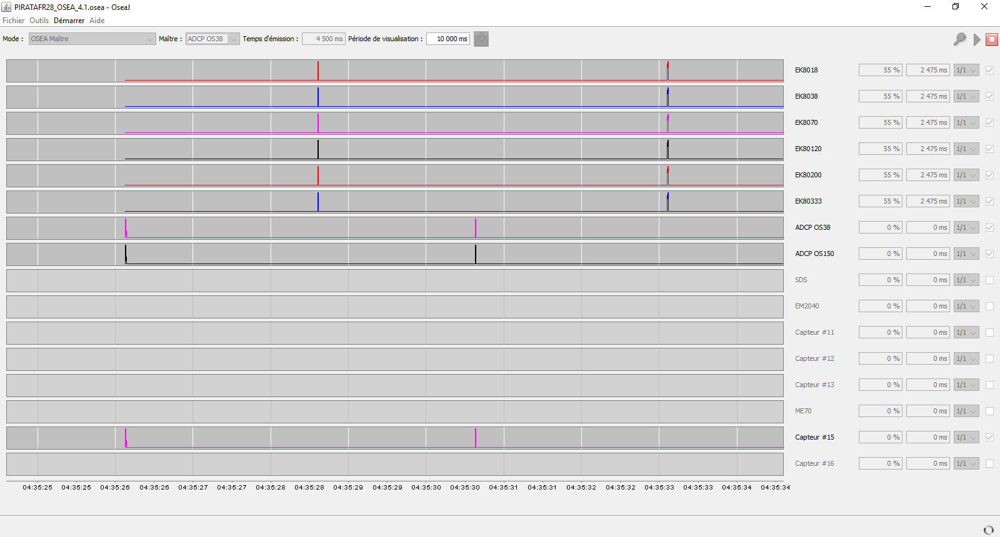 PIRATAFR28_OSEA_4.1.osea - OseaJ
Fichier Outils Démarrer Aide
Mode : OSEA Maître Maître : ADCP OS38 Temps d'émission : 4 500 ms Période de visualisation : 10 000 ms
EK8018 55 % 2 475 ms 1/1
EK8038 55 % 2 475 ms 1/1
EK8070 55 % 2 475 ms 1/1
EK80120 55 % 2 475 ms 1/1
EK80200 55 % 2 475 ms 1/1
EK80333 55 % 2 475 ms 1/1
ADCP OS38 0 % 0 ms 1/1
ADCP OS150 0 % 0 ms 1/1
SDS 0 % 0 ms 1/1
EM2040 0 % 0 ms 1/1
Capteur #11 0 % 0 ms 1/1
Capteur #12 0 % 0 ms 1/1
Capteur #13 0 % 0 ms 1/1
ME70 0 % 0 ms 1/1
Capteur #15 0 % 0 ms 1/1
Capteur #16 0 % 0 ms 1/1
04:35:25 04:35:25 04:35:26 04:35:26 04:35:27 04:35:27 04:35:28 04:35:28 04:35:29 04:35:29 04:35:30 04:35:30 04:35:31 04:35:31 04:35:32 04:35:32 04:35:33 04:35:33 04:35:34 04:35:34